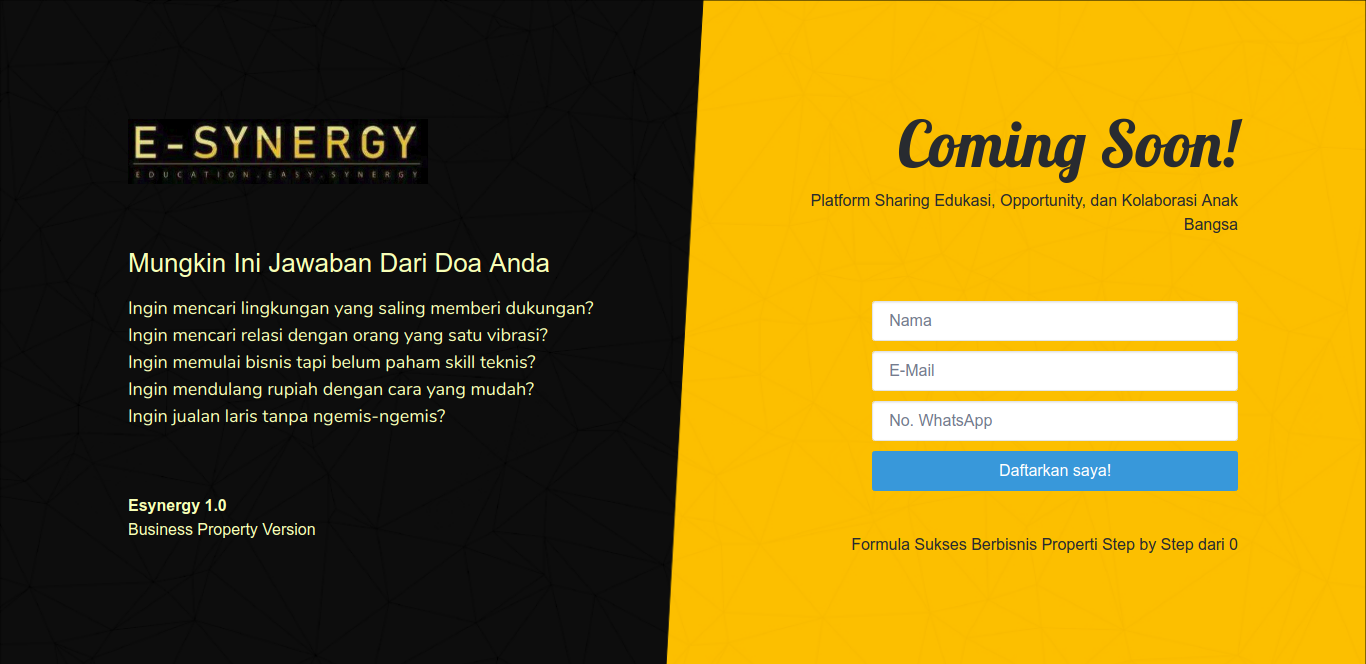 E-SYNERGY
EDUCATION.EASY.SYNERGY
Mungkin Ini Jawaban Dari Doa Anda
Ingin mencari lingkungan yang saling memberi dukungan?
Ingin mencari relasi dengan orang yang satu vibrasi?
Ingin memulai bisnis tapi belum paham skill teknis?
Ingin mendulang rupiah dengan cara yang mudah?
Ingin jualan laris tanpa ngemis-ngemis?
Esynergy 1.0
Business Property Version
Coming Soon!
Platform Sharing Edukasi, Opportunity, dan Kolaborasi Anak
Bangsa
Nama
E-Mail
No. WhatsApp
Daftarkan saya!
Formula Sukses Berbisnis Properti Step by Step dari 0